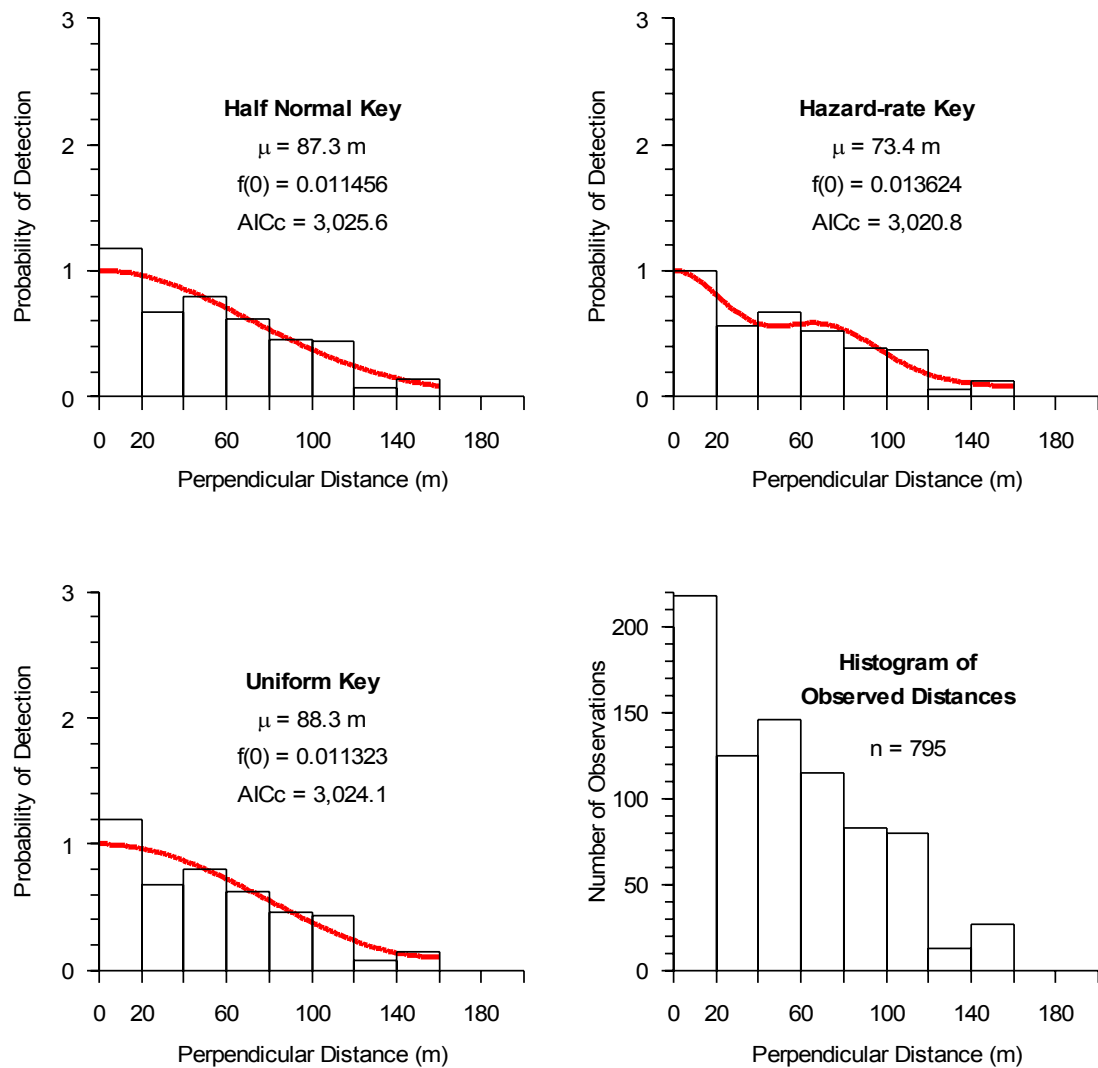 3
2
1
0
Probability of Detection
Half Normal Key
μ = 87.3 m
f(0) = 0.011456
AICc = 3,025.6
0 20 60 100 140 180
Perpendicular Distance (m)
3
2
1
0
Probability of Detection
Hazard-rate Key
μ = 73.4 m
f(0) = 0.013624
AICc = 3,020.8
0 20 60 100 140 180
Perpendicular Distance (m)
3
2
1
0
Probability of Detection
Uniform Key
μ = 88.3 m
f(0) = 0.011323
AICc = 3,024.1
0 20 60 100 140 180
Perpendicular Distance (m)
200
150
100
50
0
Number of Observations
Histogram of
Observed Distances
n = 795
0 20 60 100 140 180
Perpendicular Distance (m)